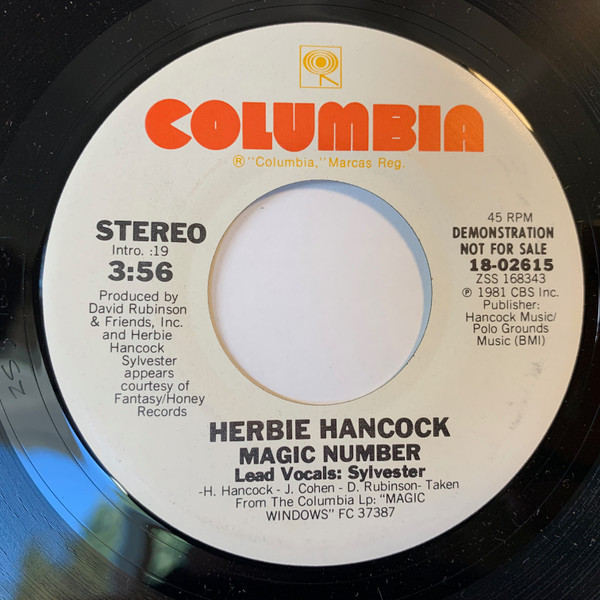 COLUMBIA
® "Columbia," Marcas Reg.
STEREO
Intro. :19
3:56
Produced by
David Rubinson
& Friends, Inc.
and Herbie
Hancock
Sylvester
appears
courtesy of
Fantasy/Honey
Records
45 RPM
DEMONSTRATION
NOT FOR SALE
18-02615
ZSS 168343
℗ 1981 CBS Inc.
Publisher:
Hancock Music/
Polo Grounds
Music (BMI)
HERBIE HANCOCK
MAGIC NUMBER
Lead Vocals: Sylvester
-H. Hancock - J. Cohen - D. Rubinson- Taken
From The Columbia Lp: "MAGIC
WINDOWS" FC 37387